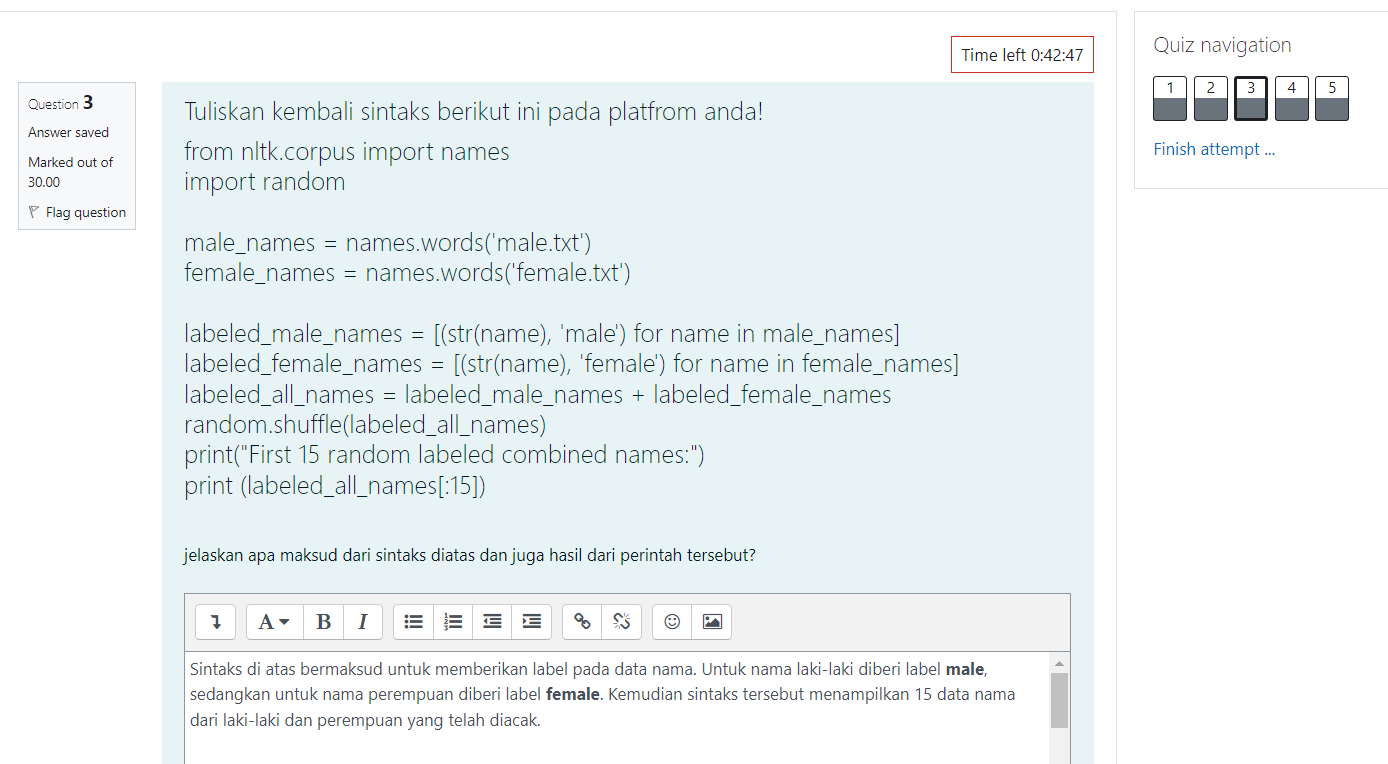 Time left 0:42:47
Quiz navigation
1 2 3 4 5
Finish attempt ...
Question 3
Answer saved
Marked out of
30.00
Flag question
Tuliskan kembali sintaks berikut ini pada platfrom anda!
from nltk.corpus import names
import random
male_names = names.words('male.txt')
female_names = names.words('female.txt')
labeled_male_names = [(str(name), 'male') for name in male_names]
labeled_female_names = [(str(name), 'female') for name in female_names]
labeled_all_names = labeled_male_names + labeled_female_names
random.shuffle(labeled_all_names)
print("First 15 random labeled combined names:")
print (labeled_all_names[:15])
jelaskan apa maksud dari sintaks diatas dan juga hasil dari perintah tersebut?
A B I
Sintaks di atas bermaksud untuk memberikan label pada data nama. Untuk nama laki-laki diberi label male,
sedangkan untuk nama perempuan diberi label female. Kemudian sintaks tersebut menampilkan 15 data nama
dari laki-laki dan perempuan yang telah diacak.